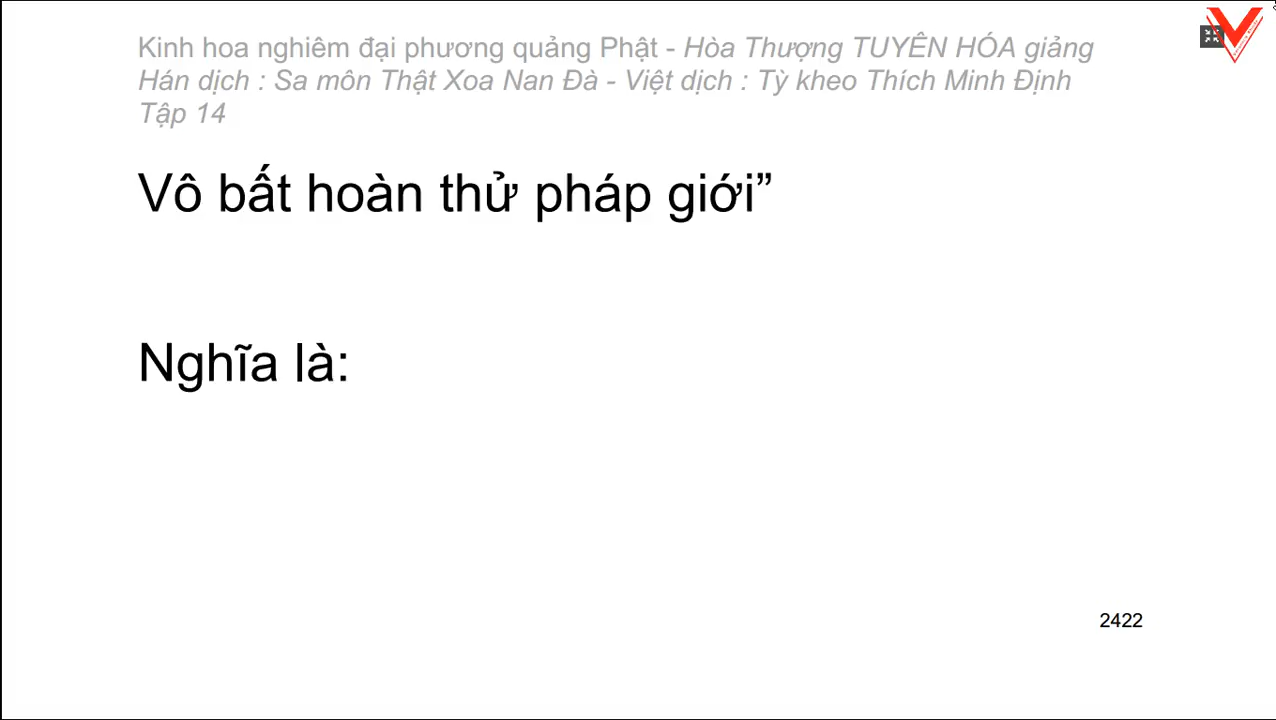 Kinh hoa nghiêm đại phương quảng Phật - Hòa Thượng TUYÊN HÓA giảng
Hán dịch : Sa môn Thật Xoa Nan Đà - Việt dịch : Tỳ kheo Thích Minh Định
Tập 14
Vô bất hoàn thử pháp giới”
Nghĩa là:
2422